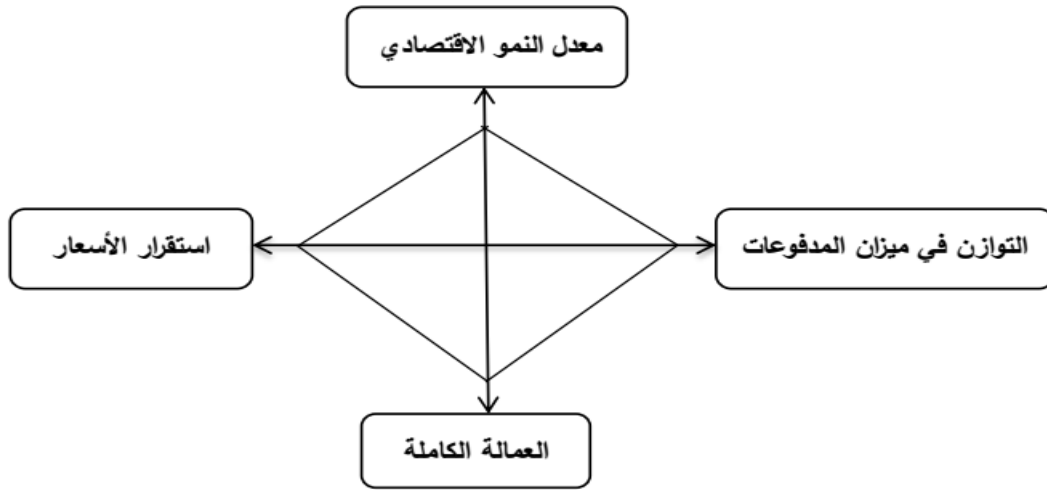 معدل النمو الاقتصادي
التوازن في ميزان المدفوعات
استقرار الأسعار
العمالة الكاملة